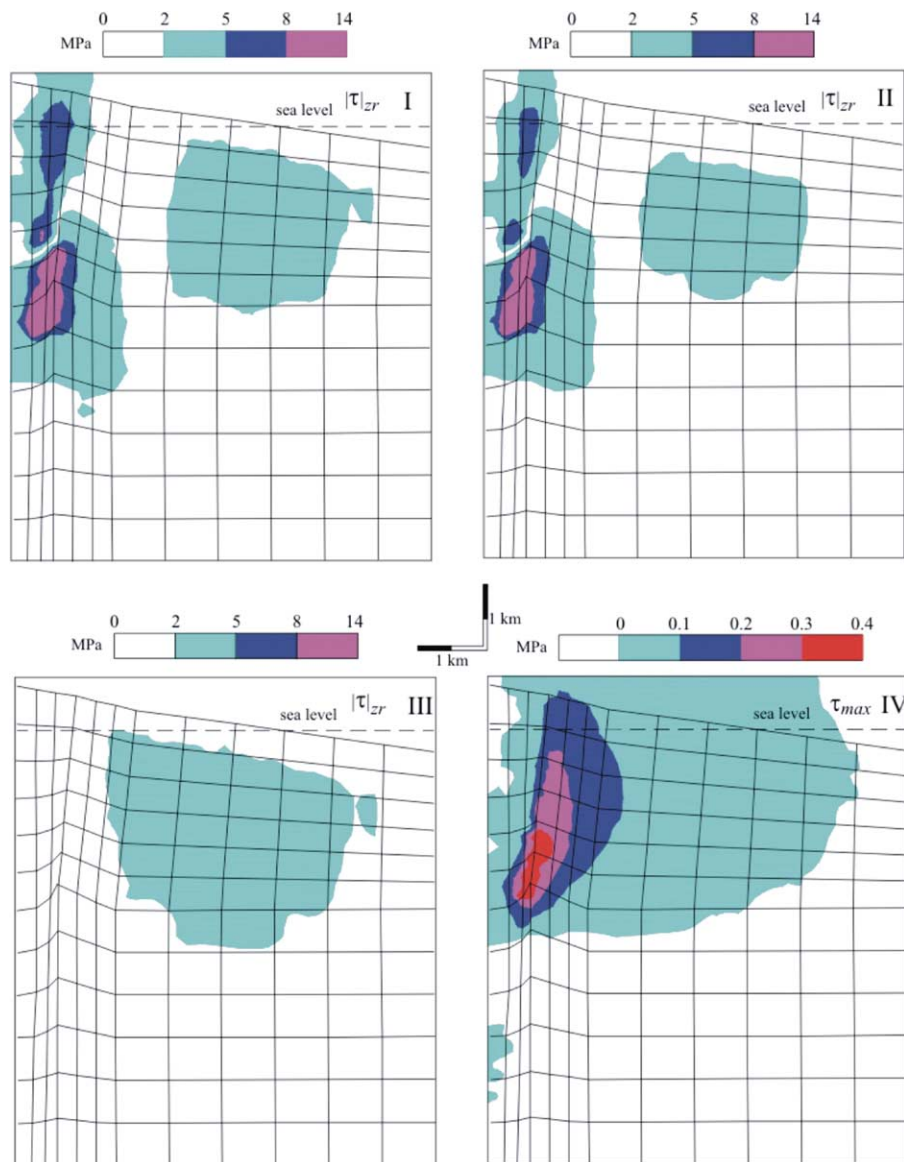 0 2 5 8 14
MPa
0 2 5 8 14
MPa
sea level |τ|zr I
sea level |τ|zr II
1 km
1 km
0 2 5 8 14
MPa
0 0.1 0.2 0.3 0.4
MPa
sea level |τ|zr III
sea level τmax IV